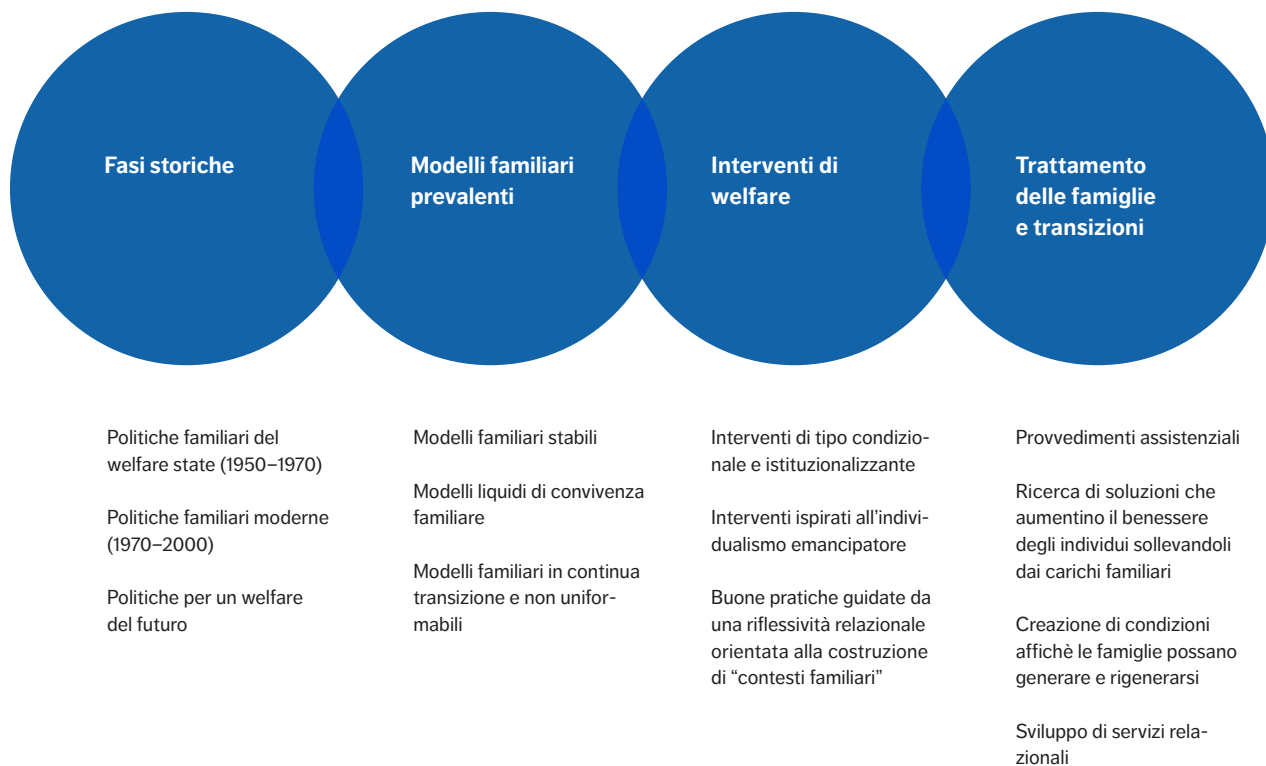 Fasi storiche
Modelli familiari
prevalenti
Interventi di
welfare
Trattamento
delle famiglie
e transizioni
Politiche familiari del
welfare state (1950–1970)
Politiche familiari moderne
(1970–2000)
Politiche per un welfare
del futuro
Modelli familiari stabili
Modelli liquidi di convivenza
familiare
Modelli familiari in continua
transizione e non unifor-
mabili
Interventi di tipo condizio-
nale e istituzionalizzante
Interventi ispirati all’indivi-
dualismo emancipatore
Buone pratiche guidate da
una riflessività relazionale
orientata alla costruzione
di “contesti familiari”
Provvedimenti assistenziali
Ricerca di soluzioni che
aumentino il benessere
degli individui sollevandoli
dai carichi familiari
Creazione di condizioni
affichè le famiglie possano
generare e rigenerarsi
Sviluppo di servizi rela-
zionali